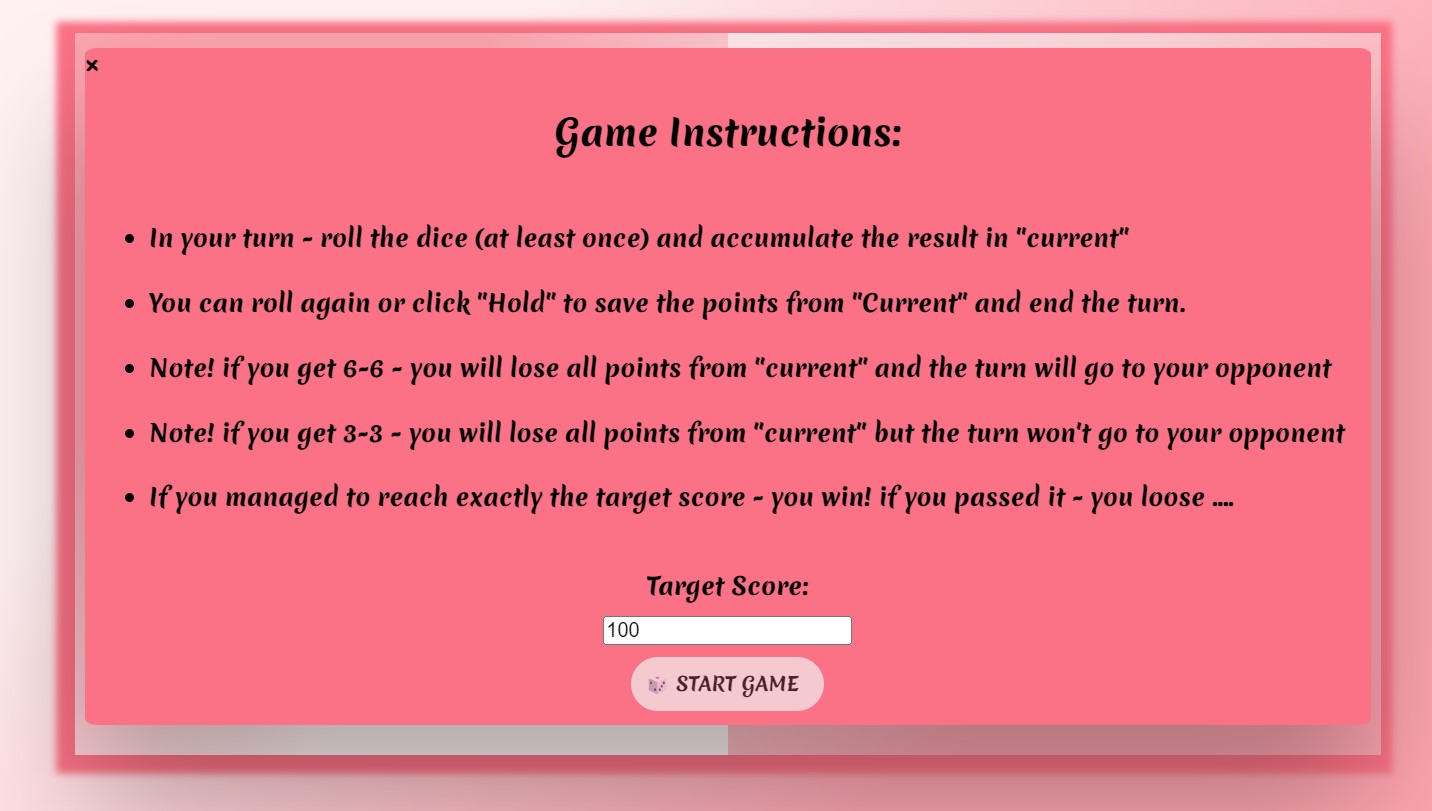 ×
Game Instructions:
In your turn - roll the dice (at least once) and accumulate the result in "current"
You can roll again or click "Hold" to save the points from "Current" and end the turn.
Note! if you get 6-6 - you will lose all points from "current" and the turn will go to your opponent
Note! if you get 3-3 - you will lose all points from "current" but the turn won't go to your opponent
If you managed to reach exactly the target score - you win! if you passed it - you loose ....
Target Score:
100
START GAME